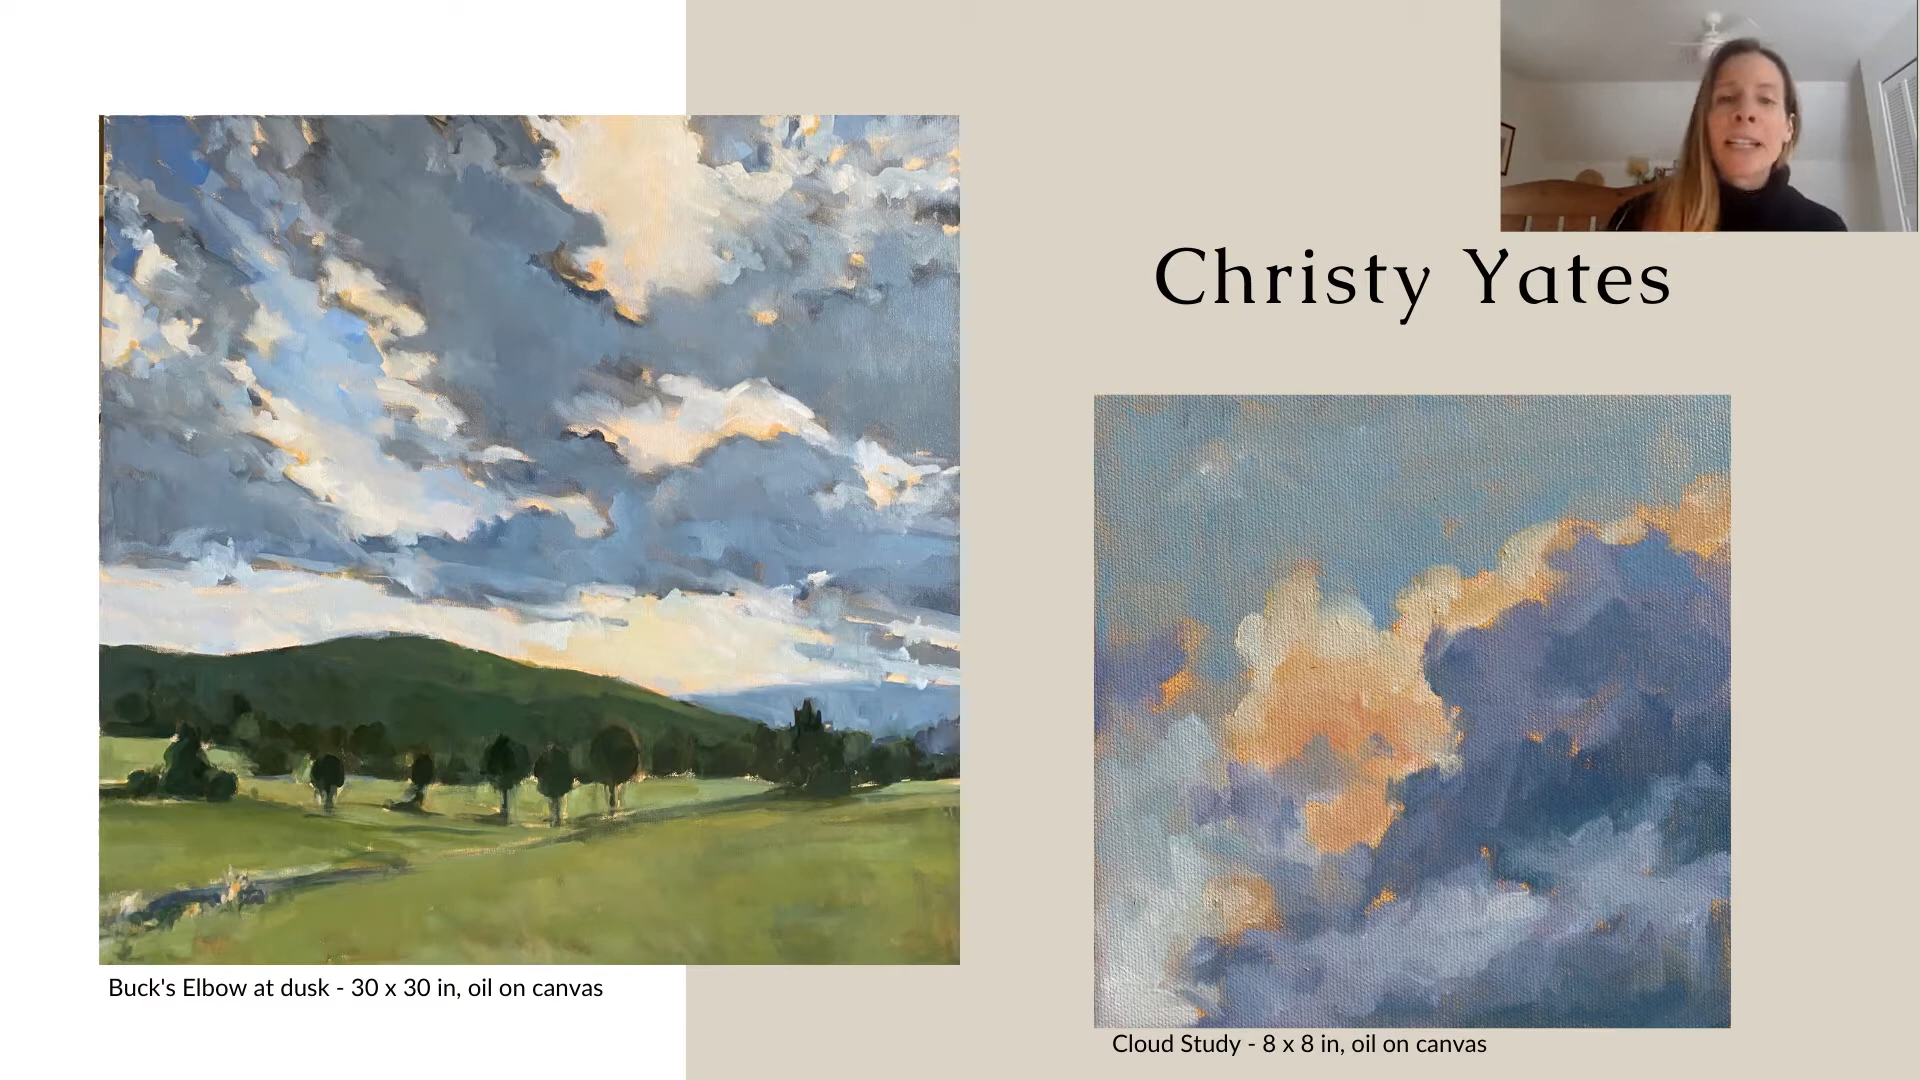 Christy Yates
Buck's Elbow at dusk - 30 x 30 in, oil on canvas
Cloud Study - 8 x 8 in, oil on canvas